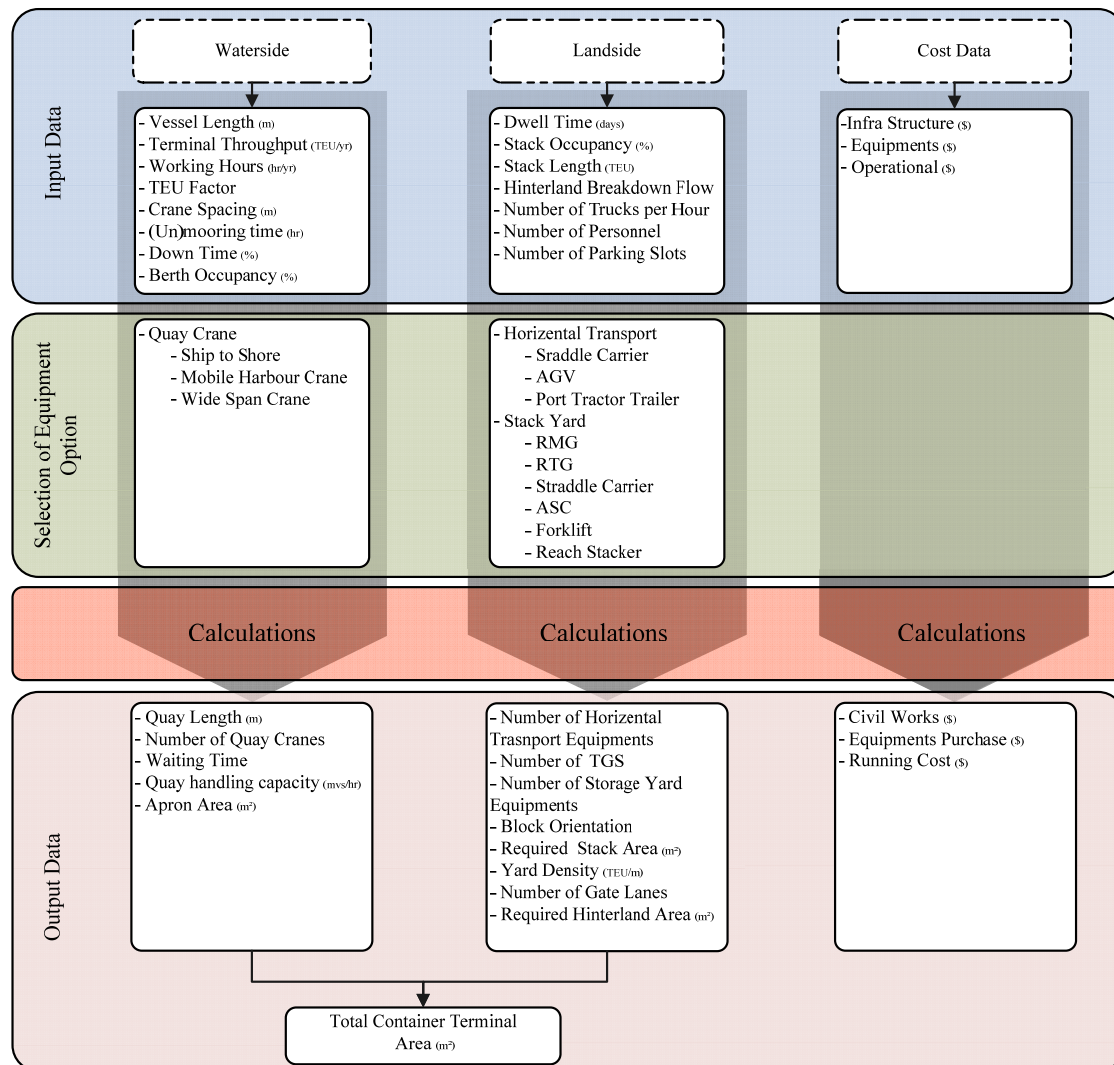 Input Data
Waterside
Landside
Cost Data
- Vessel Length (m)
- Terminal Throughput (TEU/yr)
- Working Hours (hr/yr)
- TEU Factor
- Crane Spacing (m)
- (Un)mooring time (hr)
- Down Time (%)
- Berth Occupancy (%)
- Dwell Time (days)
- Stack Occupancy (%)
- Stack Length (TEU)
- Hinterland Breakdown Flow
- Number of Trucks per Hour
- Number of Personnel
- Number of Parking Slots
-Infra Structure ($)
- Equipments ($)
- Operational ($)
Selection of Equipment
Option
- Quay Crane
- Ship to Shore
- Mobile Harbour Crane
- Wide Span Crane
- Horizental Transport
- Sraddle Carrier
- AGV
- Port Tractor Trailer
- Stack Yard
- RMG
- RTG
- Straddle Carrier
- ASC
- Forklift
- Reach Stacker
Calculations
Calculations
Calculations
Output Data
- Quay Length (m)
- Number of Quay Cranes
- Waiting Time
- Quay handling capacity (mvs/hr)
- Apron Area (m²)
- Number of Horizental
Trasnport Equipments
- Number of TGS
- Number of Storage Yard
Equipments
- Block Orientation
- Required Stack Area (m²)
- Yard Density (TEU/m)
- Number of Gate Lanes
- Required Hinterland Area (m²)
- Civil Works ($)
- Equipments Purchase ($)
- Running Cost ($)
Total Container Terminal
Area (m²)